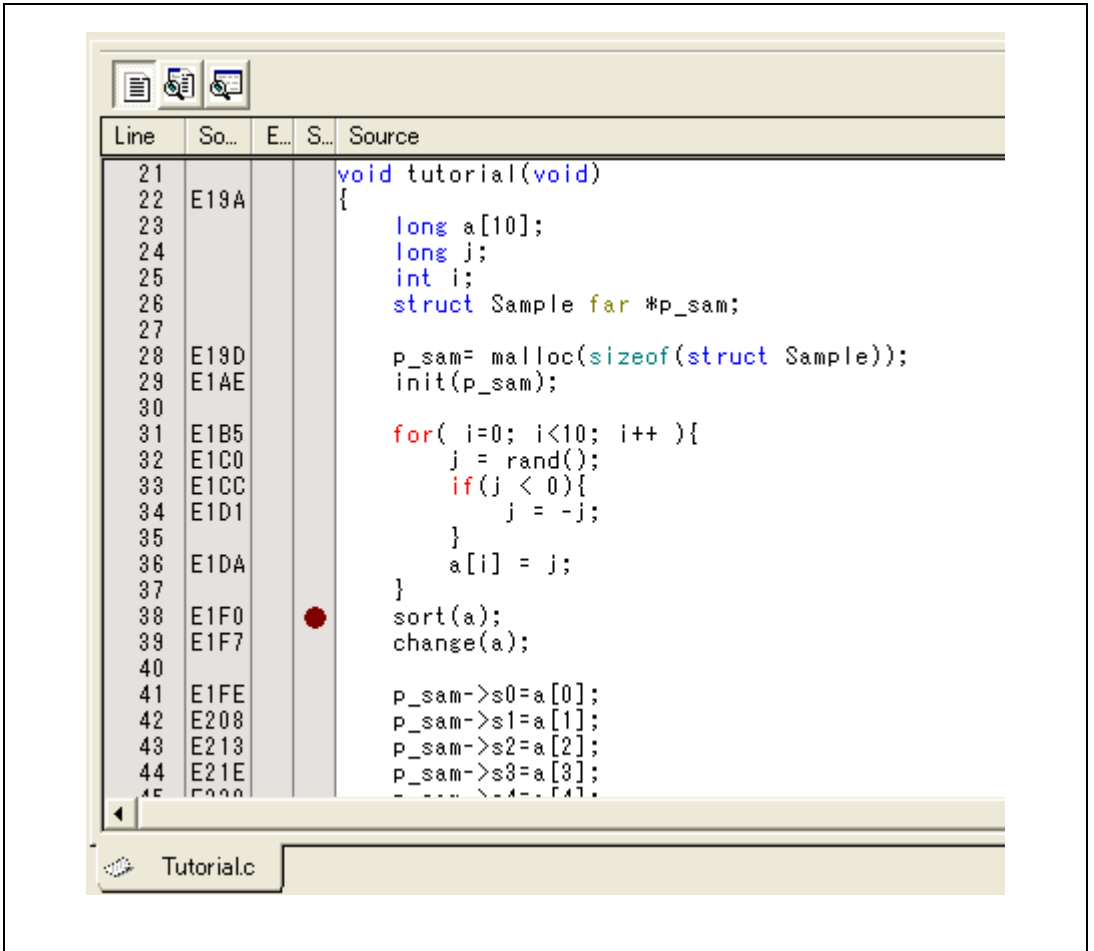 Line So... E... S... Source
21 void tutorial(void)
22 E19A {
23 long a[10];
24 long j;
25 int i;
26 struct Sample far *p_sam;
27
28 E19D p_sam= malloc(sizeof(struct Sample));
29 E1AE init(p_sam);
30
31 E1B5 for( i=0; i<10; i++ ){
32 E1C0 j = rand();
33 E1CC if(j < 0){
34 E1D1 j = -j;
35 }
36 E1DA a[i] = j;
37 }
38 E1F0 sort(a);
39 E1F7 change(a);
40
41 E1FE p_sam->s0=a[0];
42 E208 p_sam->s1=a[1];
43 E213 p_sam->s2=a[2];
44 E21E p_sam->s3=a[3];
Tutorial.c